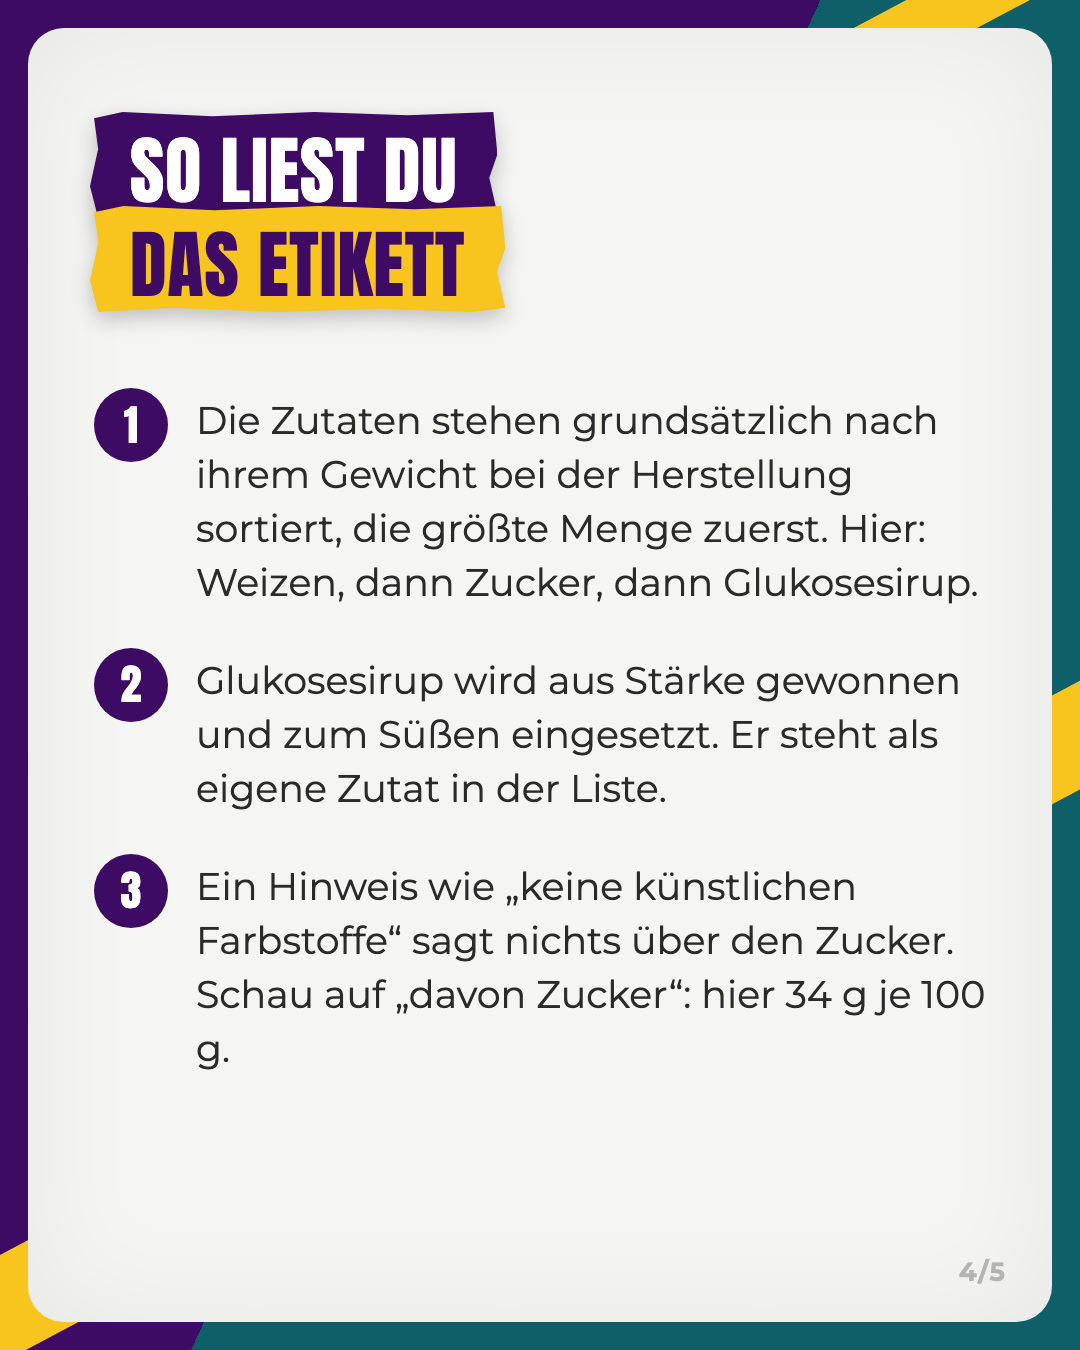 SO LIEST DU
DAS ETIKETT
1
Die Zutaten stehen grundsätzlich nach
ihrem Gewicht bei der Herstellung
sortiert, die größte Menge zuerst. Hier:
Weizen, dann Zucker, dann Glukosesirup.
2
Glukosesirup wird aus Stärke gewonnen
und zum Süßen eingesetzt. Er steht als
eigene Zutat in der Liste.
3
Ein Hinweis wie „keine künstlichen
Farbstoffe“ sagt nichts über den Zucker.
Schau auf „davon Zucker“: hier 34 g je 100
g.
4/5